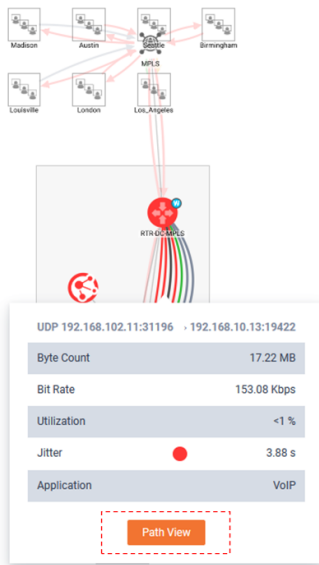 Madison Austin Seattle Birmingham
MPLS
Louisville London Los_Angeles
W
RTR-DC-MPLS
UDP 192.168.102.11:31196 › 192.168.10.13:19422
Byte Count 17.22 MB
Bit Rate 153.08 Kbps
Utilization <1 %
Jitter 3.88 s
Application VoIP
Path View